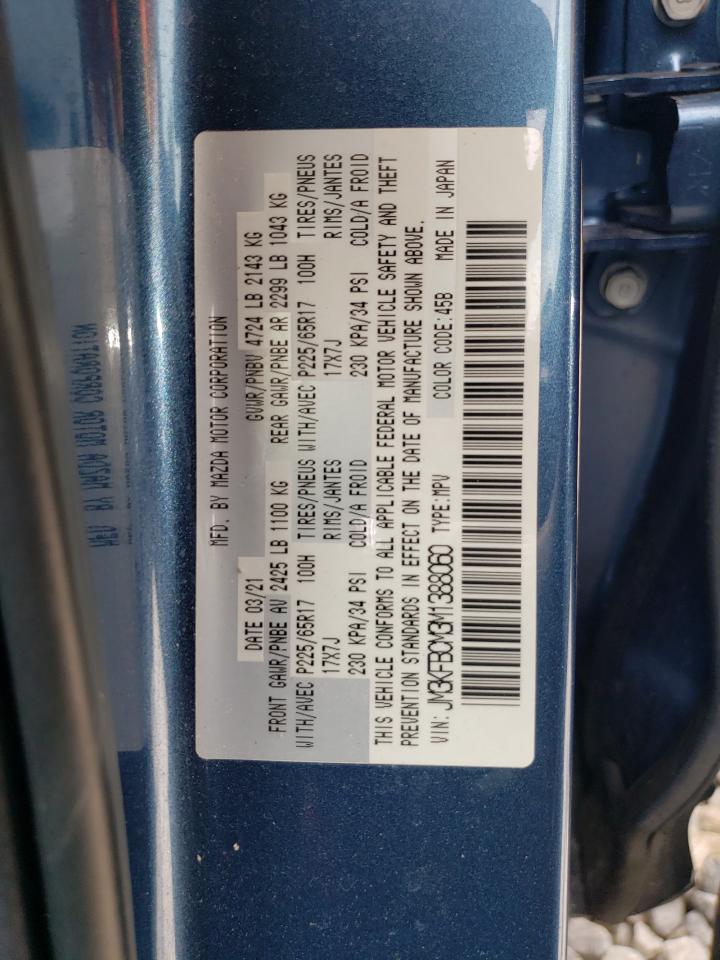 MFD. BY MAZDA MOTOR CORPORATION
DATE 03/21 GVWR/PNBV 4724 LB 2143 KG
FRONT GAWR/PNBE AV 2425 LB 1100 KG REAR GAWR/PNBE AR 2299 LB 1043 KG
WITH/AVEC P225/65R17 100H TIRES/PNEUS WITH/AVEC P225/65R17 100H TIRES/PNEUS
17X7J RIMS/JANTES 17X7J RIMS/JANTES
230 KPA/34 PSI COLD/A FROID 230 KPA/34 PSI COLD/A FROID
THIS VEHICLE CONFORMS TO ALL APPLICABLE FEDERAL MOTOR VEHICLE SAFETY AND THEFT
PREVENTION STANDARDS IN EFFECT ON THE DATE OF MANUFACTURE SHOWN ABOVE.
VIN: JM3KFBCM3M1388060 TYPE:MPV COLOR CODE:45B MADE IN JAPAN